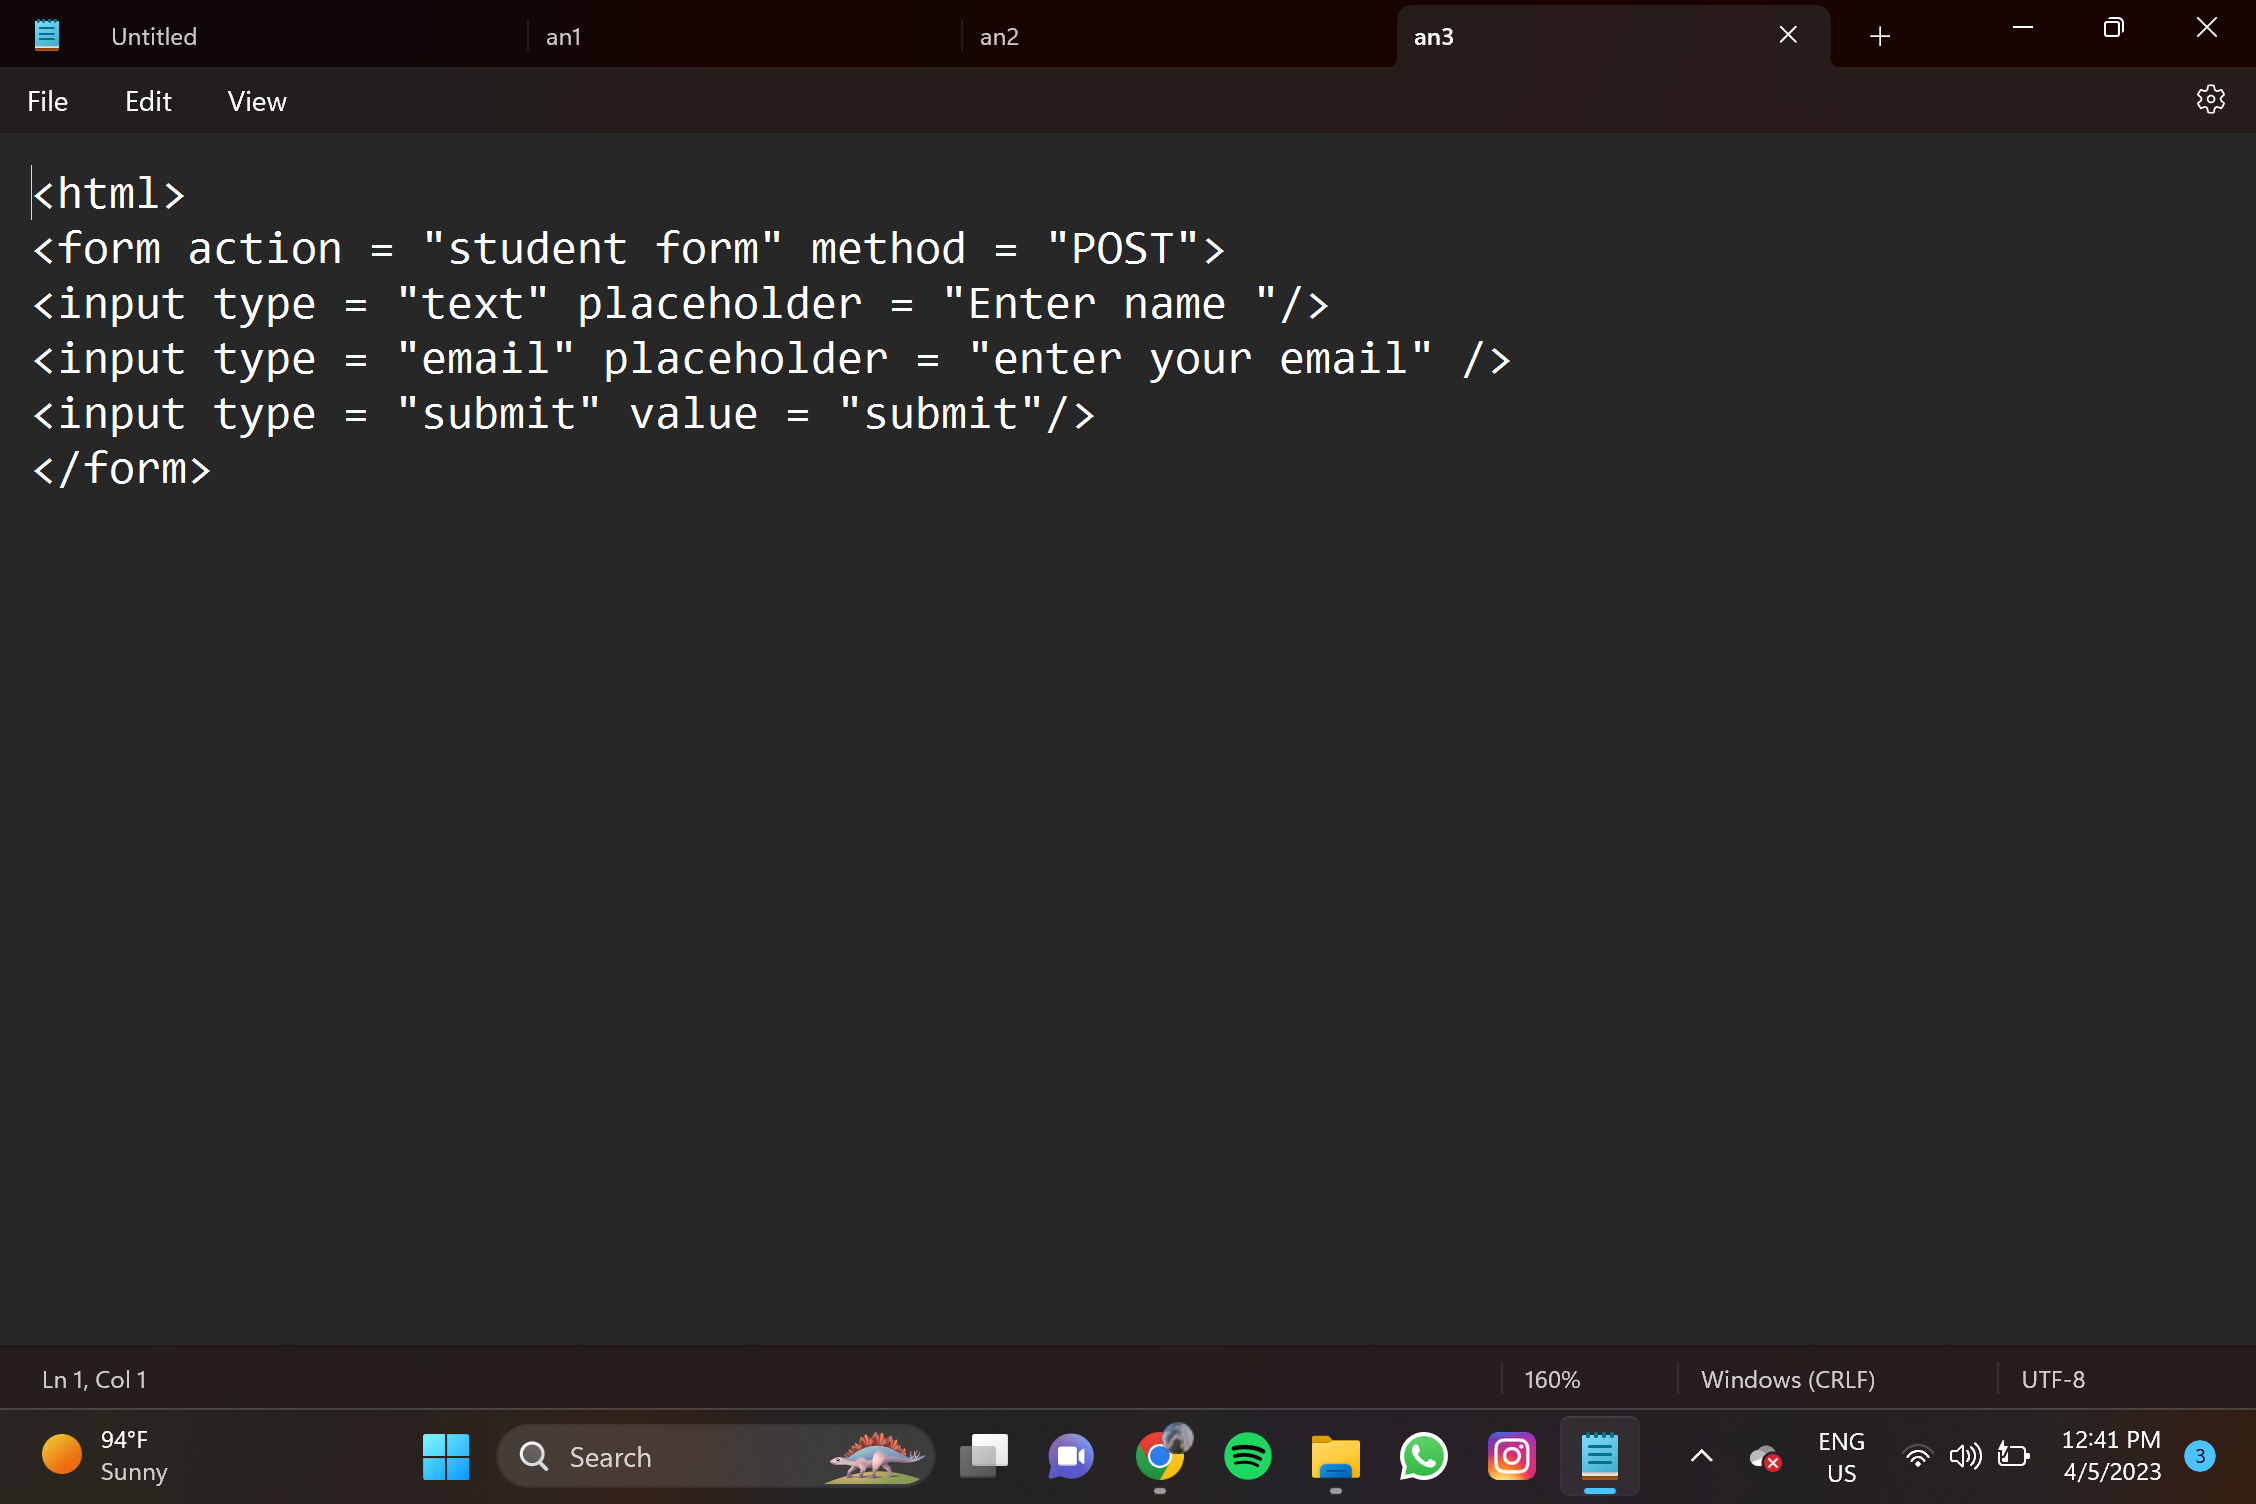 Untitled
an1
an2
an3
File
Edit
View
<html>
<form action = "student form" method = "POST">
<input type = "text" placeholder = "Enter name "/>
<input type = "email" placeholder = "enter your email" />
<input type = "submit" value = "submit"/>
</form>
Ln 1, Col 1
160%
Windows (CRLF)
UTF-8
94°F
Sunny
Search
ENG
US
12:41 PM
4/5/2023
3